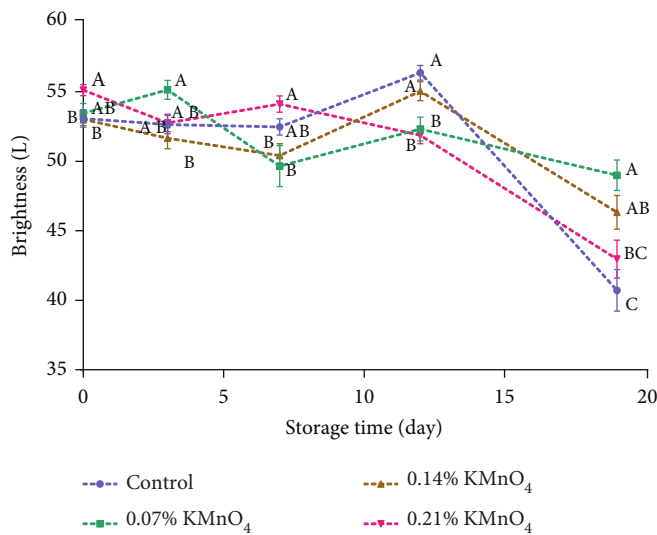 60
55
50
45
40
35
Brightness (L)
A
A B
B
B
A
A B
A B
B
A
AB
B
B
A
A
B
B
A
AB
BC
C
0
5
10
15
20
Storage time (day)
Control
0.14% KMnO4
0.07% KMnO4
0.21% KMnO4